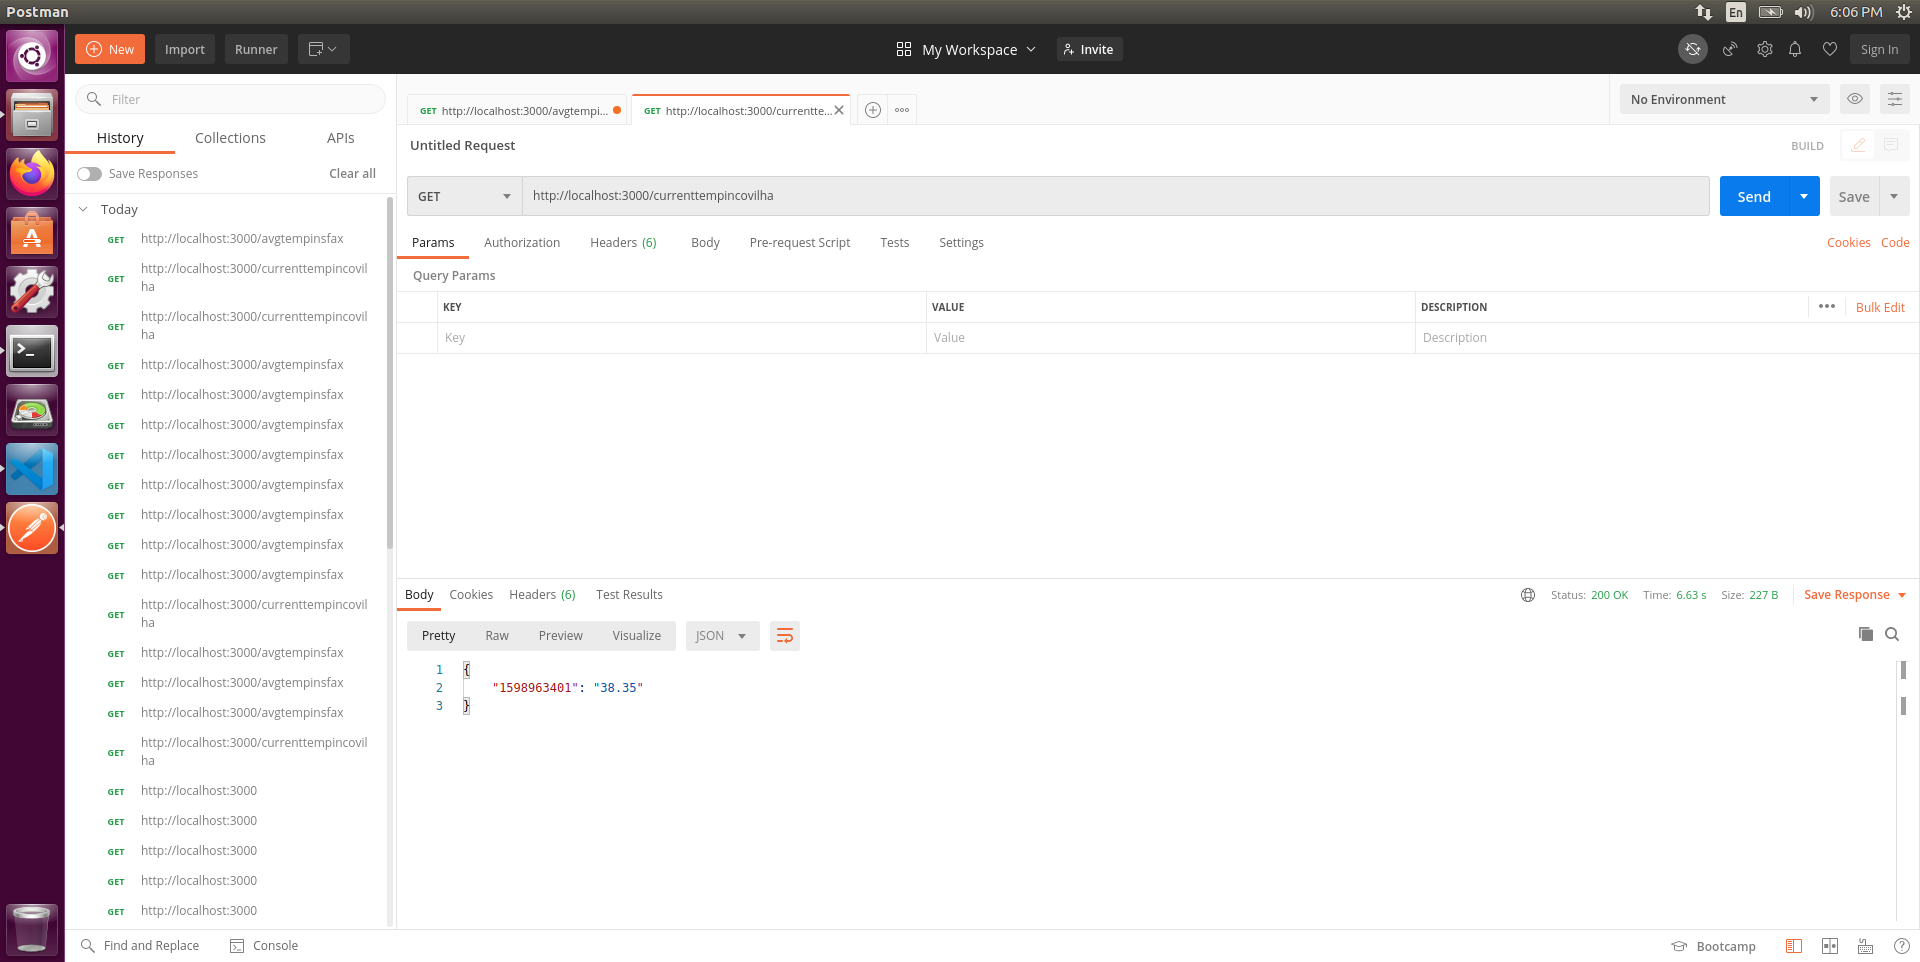 Postman
En
6:06 PM
New
Import
Runner
My Workspace
Invite
Sign In
Filter
History
Collections
APIs
Save Responses
Clear all
Today
GET http://localhost:3000/avgtempinsfax
GET http://localhost:3000/currenttempincovil
ha
GET http://localhost:3000/currenttempincovil
ha
GET http://localhost:3000/avgtempinsfax
GET http://localhost:3000/avgtempinsfax
GET http://localhost:3000/avgtempinsfax
GET http://localhost:3000/avgtempinsfax
GET http://localhost:3000/avgtempinsfax
GET http://localhost:3000/avgtempinsfax
GET http://localhost:3000/avgtempinsfax
GET http://localhost:3000/avgtempinsfax
GET http://localhost:3000/currenttempincovil
ha
GET http://localhost:3000/avgtempinsfax
GET http://localhost:3000/avgtempinsfax
GET http://localhost:3000/avgtempinsfax
GET http://localhost:3000/currenttempincovil
ha
GET http://localhost:3000
GET http://localhost:3000
GET http://localhost:3000
GET http://localhost:3000
GET http://localhost:3000
GET http://localhost:3000/avgtempi...
GET http://localhost:3000/currentte...
No Environment
Untitled Request
BUILD
GET
http://localhost:3000/currenttempincovilha
Send
Save
Params
Authorization
Headers (6)
Body
Pre-request Script
Tests
Settings
Cookies
Code
Query Params
KEY
VALUE
DESCRIPTION
Bulk Edit
Key
Value
Description
Body
Cookies
Headers (6)
Test Results
Status: 200 OK
Time: 6.63 s
Size: 227 B
Save Response
Pretty
Raw
Preview
Visualize
JSON
1 {
2 "1598963401": "38.35"
3 }
Find and Replace
Console
Bootcamp